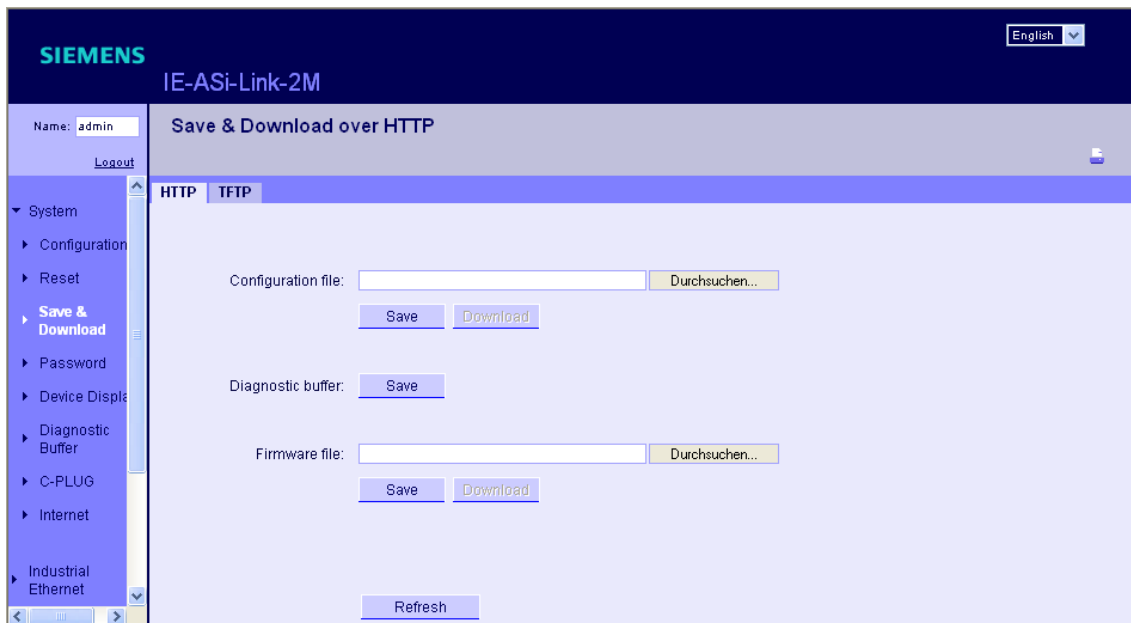 SIEMENS
English
IE-ASi-Link-2M
Name: admin
Logout
Save & Download over HTTP
HTTP TFTP
System
Configuration
Reset
Save &
Download
Password
Device Displa
Diagnostic
Buffer
C-PLUG
Internet
Industrial
Ethernet
Configuration file: Durchsuchen...
Save Download
Diagnostic buffer: Save
Firmware file: Durchsuchen...
Save Download
Refresh